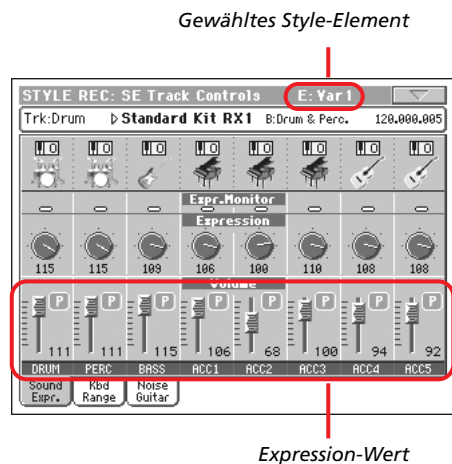 Gewähltes Style-Element
STYLE REC: SE Track Controls E: Var1
Trk:Drum ▷ Standard Kit RX1 B:Drum & Perc. 120.000.005
Expr.Monitor
Expression
115 115 109 106 100 110 108 108
Volume
P P P P P P P P
111 111 115 106 68 100 94 92
DRUM PERC BASS ACC1 ACC2 ACC3 ACC4 ACC5
Sound Expr. Kbd Range Noise Guitar
Expression-Wert